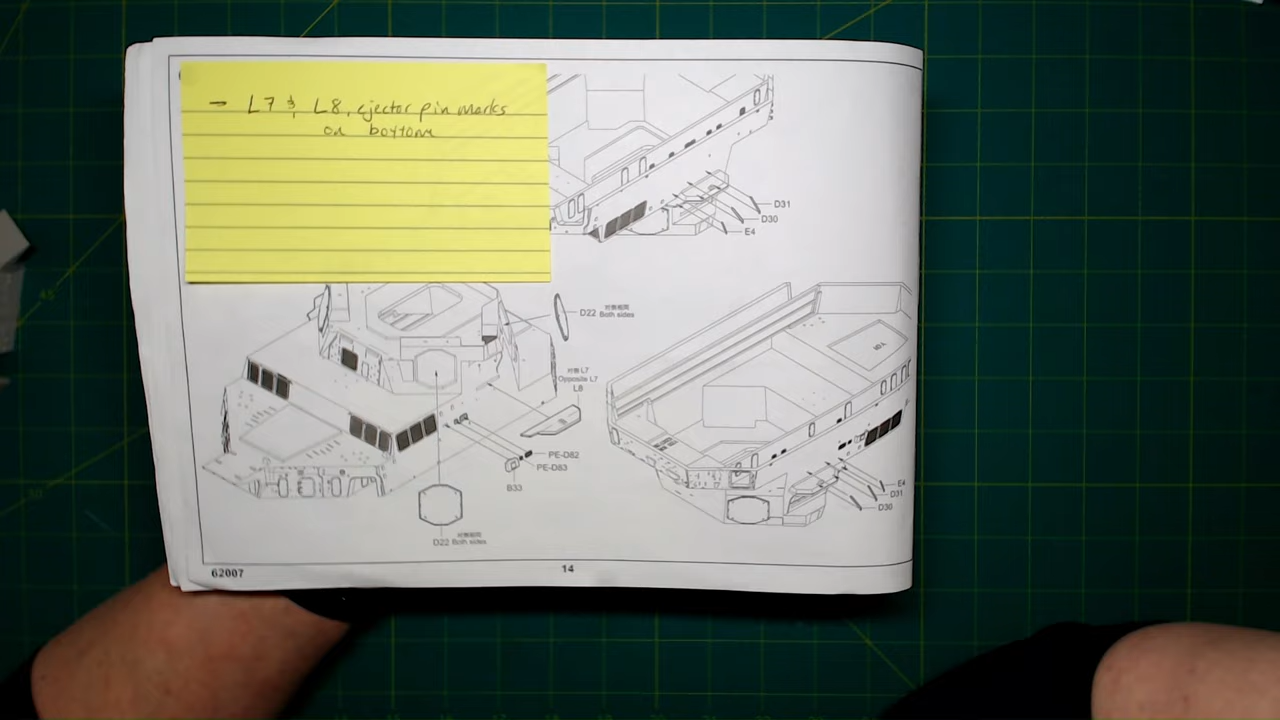 - L7 & L8, ejector pin marks
on bottom
D31
D30
E4
D22 Both sides
L7
Opposite L7
L8
PE-D82
PE-D83
B33
D22 Both sides
E4
D31
D30
62007
14